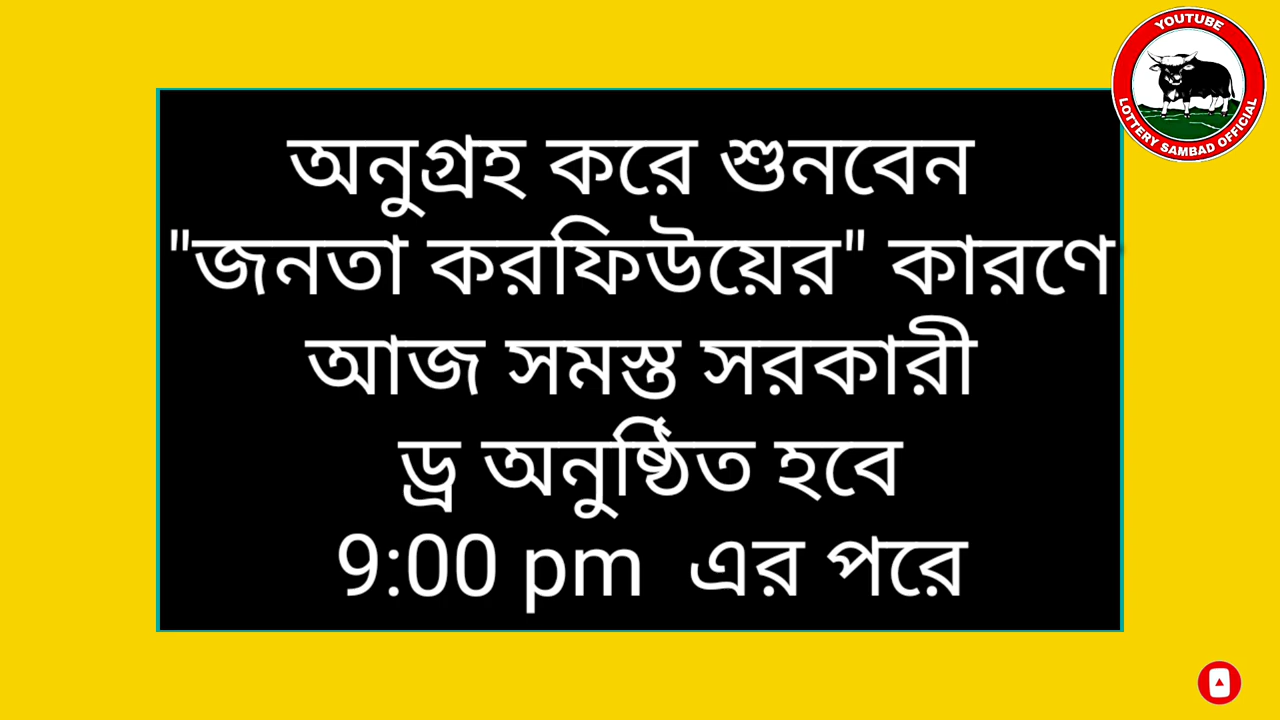 YOUTUBE
LOTTERY SAMBAD OFFICIAL
অনুগ্রহ করে শুনবেন
"জনতা করফিউয়ের" কারণে
আজ সমস্ত সরকারী
ড্র অনুষ্ঠিত হবে
9:00 pm এর পরে